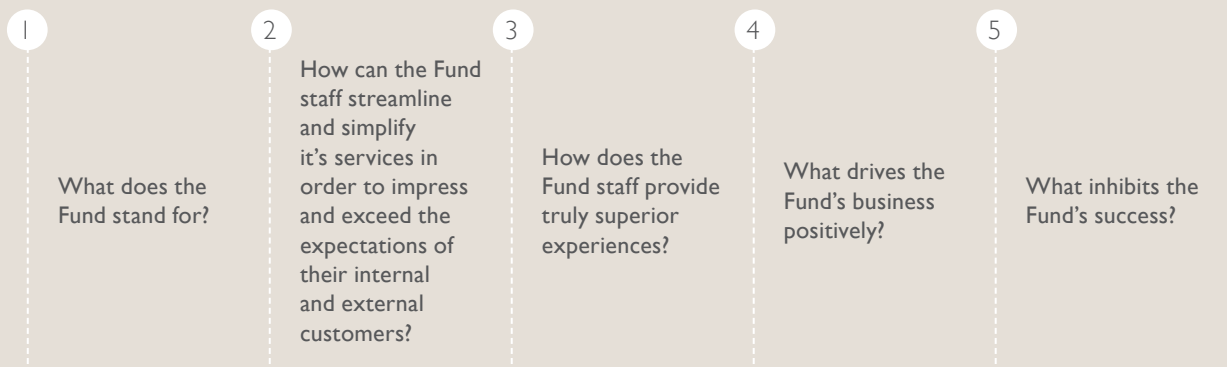 1
What does the
Fund stand for?
2
How can the Fund
staff streamline
and simplify
it's services in
order to impress
and exceed the
expectations of
their internal
and external
customers?
3
How does the
Fund staff provide
truly superior
experiences?
4
What drives the
Fund's business
positively?
5
What inhibits the
Fund's success?